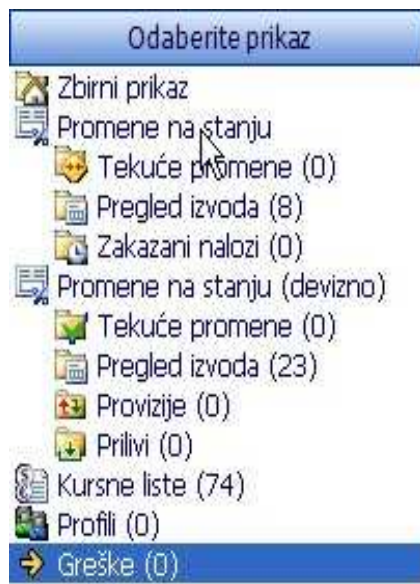 Odaberite prikaz
Zbirni prikaz
Promene na stanju
Tekuće promene (0)
Pregled izvoda (8)
Zakazani nalozi (0)
Promene na stanju (devizno)
Tekuće promene (0)
Pregled izvoda (23)
Provizije (0)
Prilivi (0)
Kursne liste (74)
Profili (0)
Greške (0)